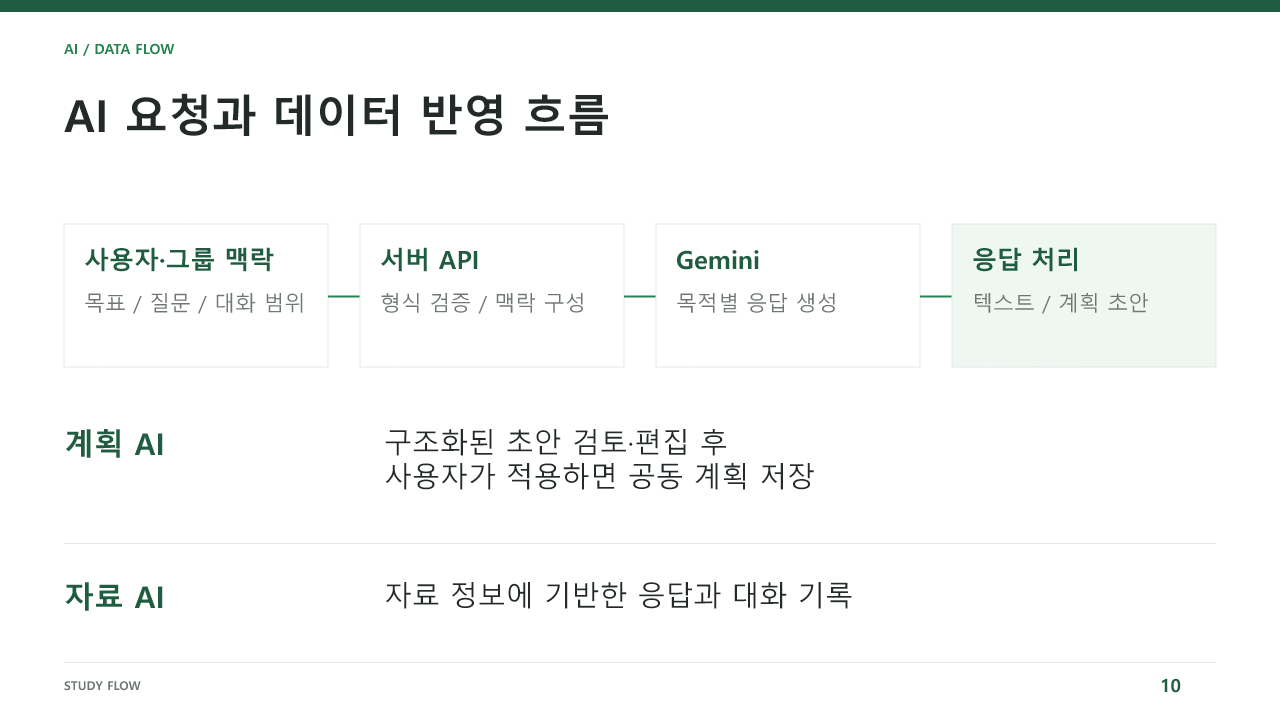 AI / DATA FLOW
AI 요청과 데이터 반영 흐름
사용자·그룹 맥락
목표 / 질문 / 대화 범위
서버 API
형식 검증 / 맥락 구성
Gemini
목적별 응답 생성
응답 처리
텍스트 / 계획 초안
계획 AI
구조화된 초안 검토·편집 후
사용자가 적용하면 공동 계획 저장
자료 AI
자료 정보에 기반한 응답과 대화 기록
STUDY FLOW
10